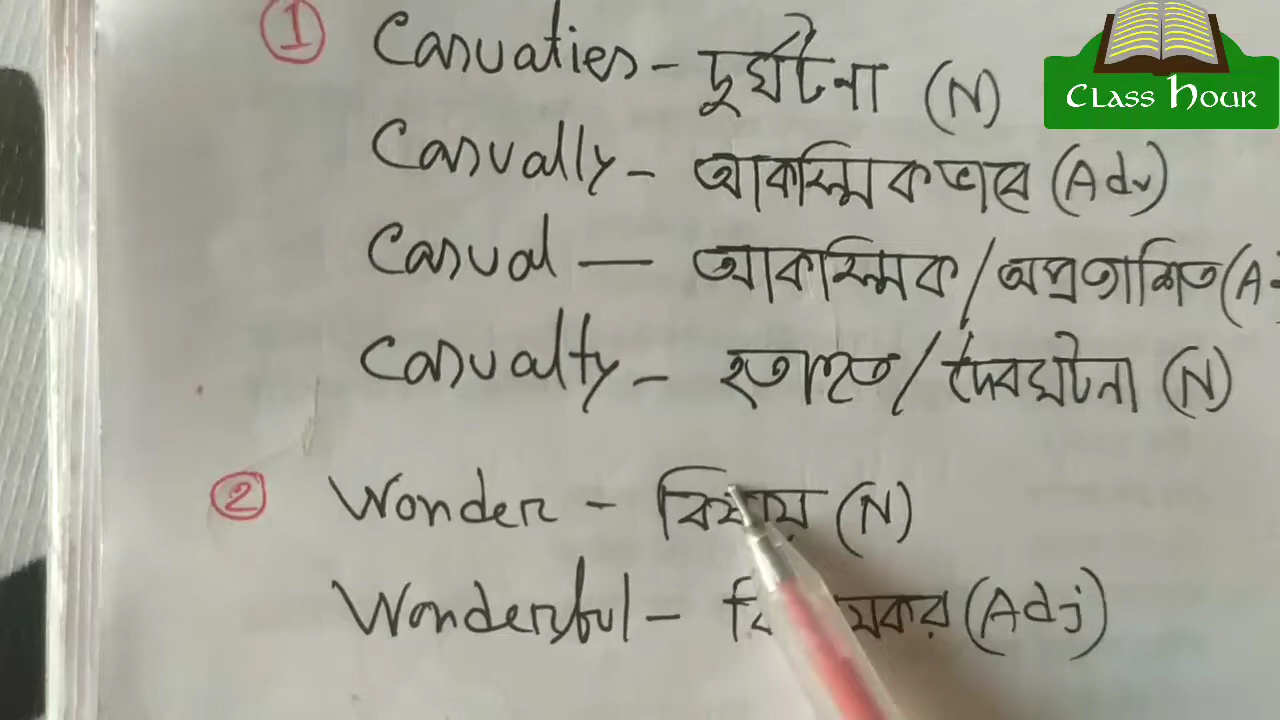 ① Casuaties - দুর্ঘটনা (N)
CLASS HOUR
Casually - আকস্মিকভাবে (Adv)
Casual — আকস্মিক / অপ্রত্যাশিত (A
Casualty - হতাহত / দৈবঘটনা (N)
② Wonder - বিস্ময় (N)
Wonderful - (Adj)